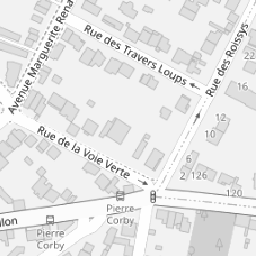 Avenue Marguerite Rena
Rue des Travers Loups
Rue des Roissys
Rue de la Voie Verte
12
10
6
2
126
120
Pierre
Corby
llon
Pierre
Corby